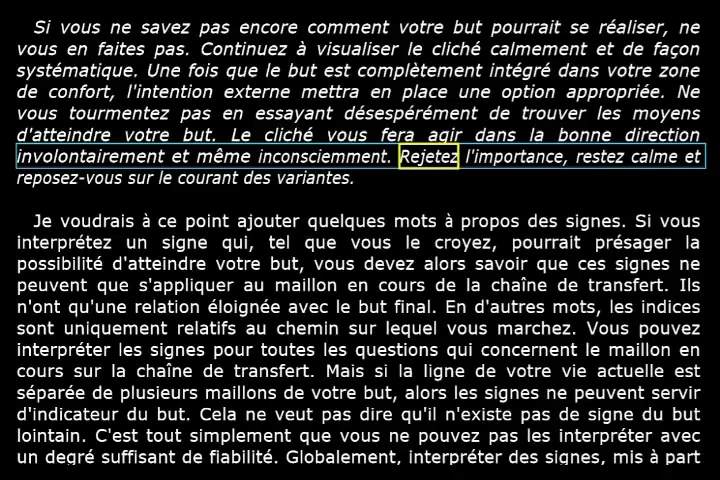 Si vous ne savez pas encore comment votre but pourrait se réaliser, ne
vous en faites pas. Continuez à visualiser le cliché calmement et de façon
systématique. Une fois que le but est complètement intégré dans votre zone
de confort, l'intention externe mettra en place une option appropriée. Ne
vous tourmentez pas en essayant désespérément de trouver les moyens
d'atteindre votre but. Le cliché vous fera agir dans la bonne direction
involontairement et même inconsciemment. Rejetez l'importance, restez calme et
reposez-vous sur le courant des variantes.
Je voudrais à ce point ajouter quelques mots à propos des signes. Si vous
interprétez un signe qui, tel que vous le croyez, pourrait présager la
possibilité d'atteindre votre but, vous devez alors savoir que ces signes ne
peuvent que s'appliquer au maillon en cours de la chaîne de transfert. Ils
n'ont qu'une relation éloignée avec le but final. En d'autres mots, les indices
sont uniquement relatifs au chemin sur lequel vous marchez. Vous pouvez
interpréter les signes pour toutes les questions qui concernent le maillon en
cours sur la chaîne de transfert. Mais si la ligne de votre vie actuelle est
séparée de plusieurs maillons de votre but, alors les signes ne peuvent servir
d'indicateur du but. Cela ne veut pas dire qu'il n'existe pas de signe du but
lointain. C'est tout simplement que vous ne pouvez pas les interpréter avec
un degré suffisant de fiabilité. Globalement, interpréter des signes, mis à part